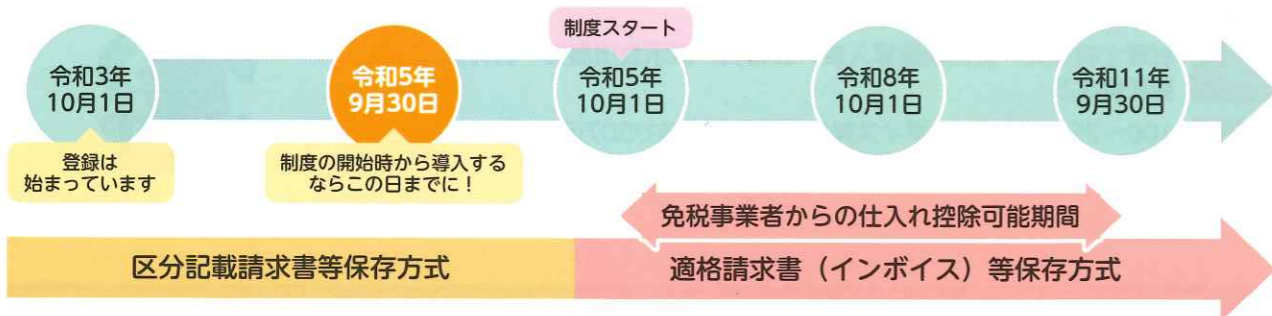 制度スタート
令和3年
10月1日
令和5年
9月30日
令和5年
10月1日
令和8年
10月1日
令和11年
9月30日
登録は
始まっています
制度の開始時から導入する
ならこの日までに！
免税事業者からの仕入れ控除可能期間
区分記載請求書等保存方式
適格請求書（インボイス）等保存方式